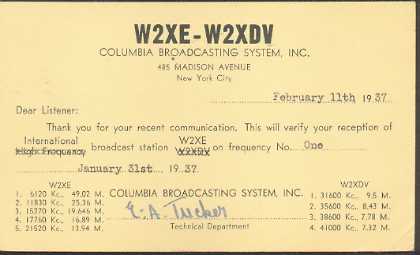 W2XE - W2XDV
COLUMBIA BROADCASTING SYSTEM, INC.
485 MADISON AVENUE
New York City
February 11th 1937
Dear Listener:
Thank you for your recent communication. This will verify your reception of
International W2XE
High Frequency broadcast station W2XDV on frequency No. One
January 31st 1937.
W2XE W2XDV
1. 6120 Kc., 49.02 M. COLUMBIA BROADCASTING SYSTEM, INC. 1. 31600 Kc., 9.5 M.
2. 11830 Kc., 25.36 M. 2. 35600 Kc., 8.43 M.
3. 15270 Kc., 19.646 M. E. A. Tucker 3. 38600 Kc., 7.78 M.
4. 17760 Kc., 16.89 M. 4. 41000 Kc., 7.32 M.
5. 21520 Kc., 13.94 M. Technical Department